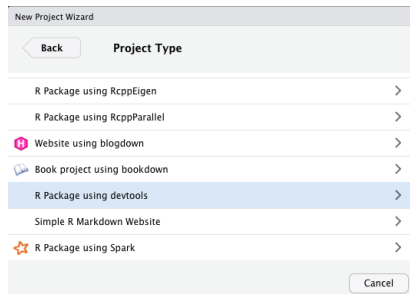 New Project Wizard
Back
Project Type
R Package using RcppEigen
R Package using RcppParallel
Website using blogdown
Book project using bookdown
R Package using devtools
Simple R Markdown Website
R Package using Spark
Cancel